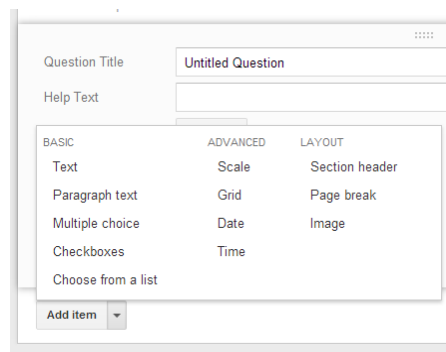 Question Title Untitled Question
Help Text
BASIC ADVANCED LAYOUT
Text Scale Section header
Paragraph text Grid Page break
Multiple choice Date Image
Checkboxes Time
Choose from a list
Add item